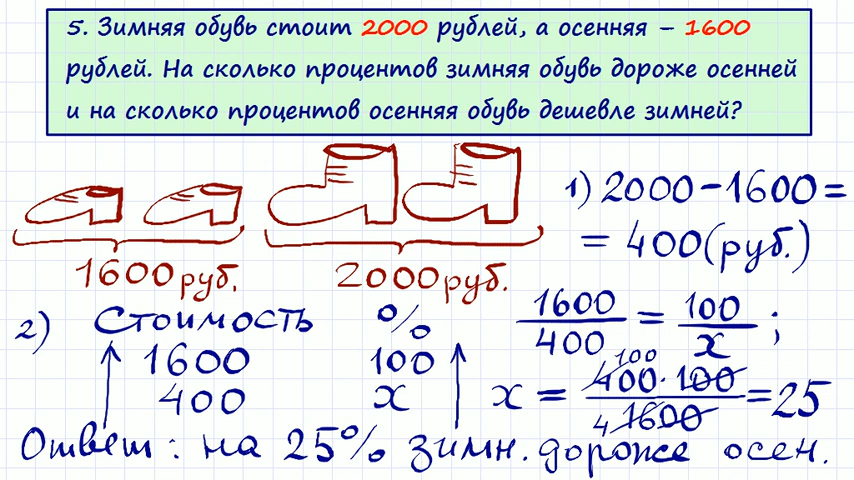 5. Зимняя обувь стоит 2000 рублей, а осенняя – 1600
рублей. На сколько процентов зимняя обувь дороже осенней
и на сколько процентов осенняя обувь дешевле зимней?
1600 руб.
2000 руб.
1) 2000 – 1600 =
= 400 (руб.)
2) Стоимость %
1600 100
400 x
1600/400 = 100/x ;
x = 400·100/1600 = 25
100
4
Ответ: на 25% зимн. дороже осен.